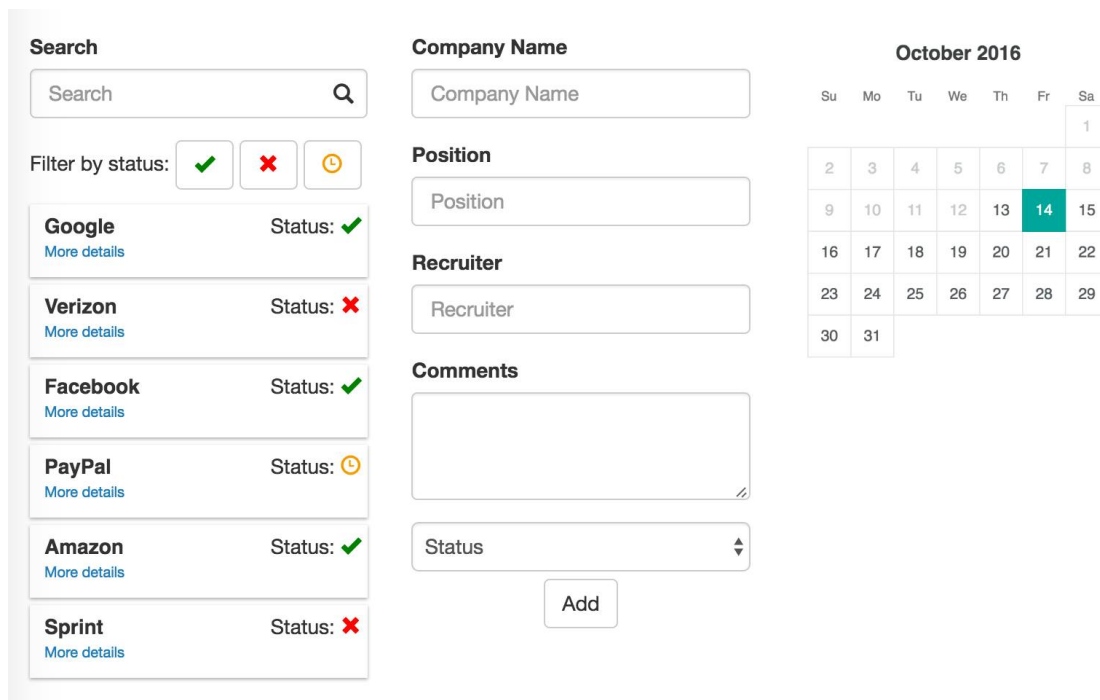 Search
Search
Filter by status:
Google Status:
More details
Verizon Status:
More details
Facebook Status:
More details
PayPal Status:
More details
Amazon Status:
More details
Sprint Status:
More details
Company Name
Company Name
Position
Position
Recruiter
Recruiter
Comments
Status
Add
October 2016
Su Mo Tu We Th Fr Sa
1
2 3 4 5 6 7 8
9 10 11 12 13 14 15
16 17 18 19 20 21 22
23 24 25 26 27 28 29
30 31